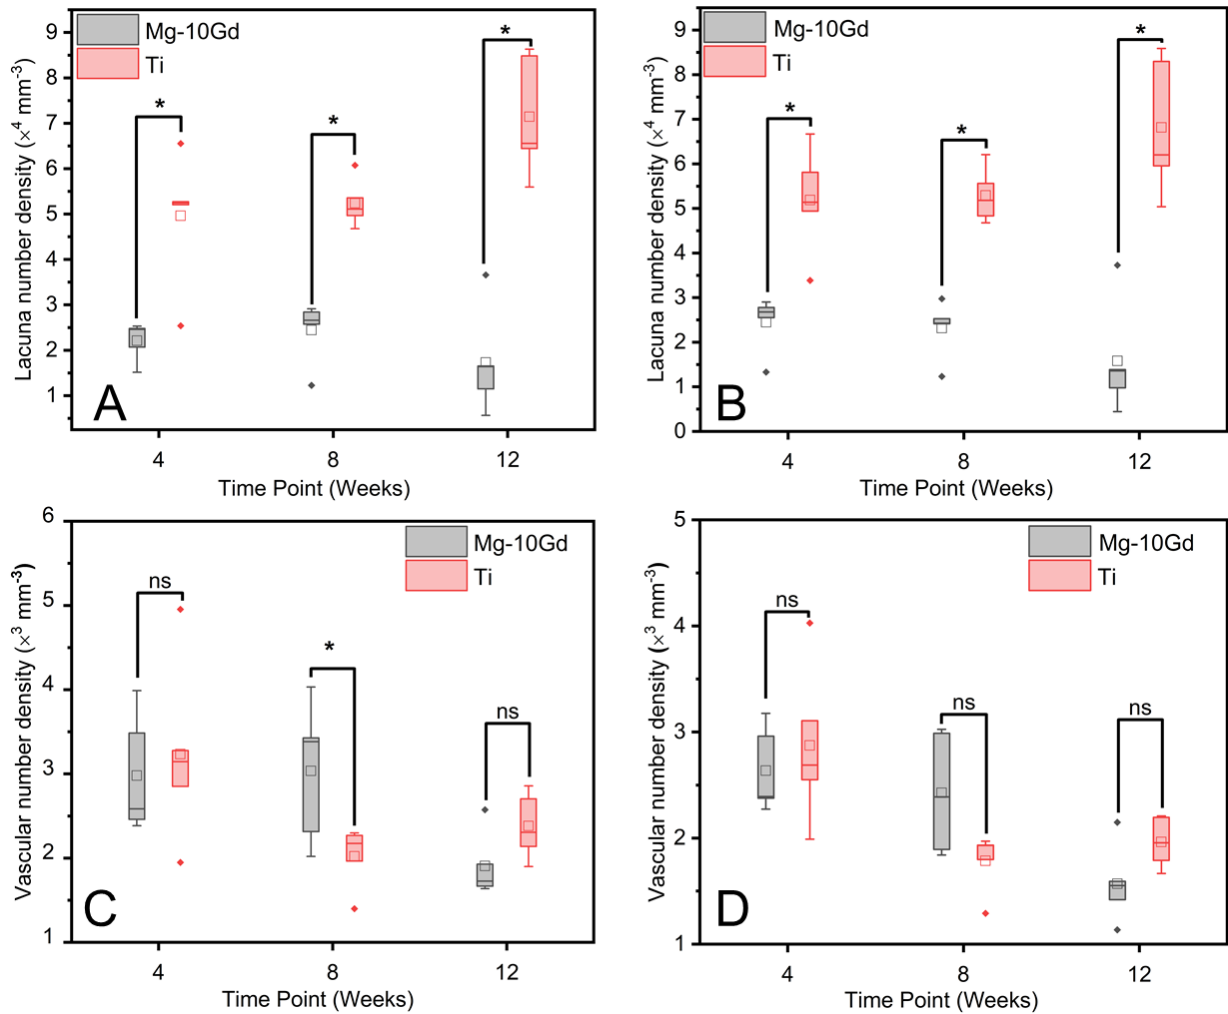 Mg-10Gd
Ti
Lacuna number density (×⁴ mm⁻³)
9
8
7
6
5
4
3
2
1
*
*
*
A
4
8
12
Time Point (Weeks)
Mg-10Gd
Ti
Lacuna number density (×⁴ mm⁻³)
9
8
7
6
5
4
3
2
1
0
*
*
*
B
4
8
12
Time Point (Weeks)
Mg-10Gd
Ti
Vascular number density (×³ mm⁻³)
6
5
4
3
2
1
ns
*
ns
C
4
8
12
Time Point (Weeks)
Mg-10Gd
Ti
Vascular number density (×³ mm⁻³)
5
4
3
2
1
ns
ns
ns
D
4
8
12
Time Point (Weeks)